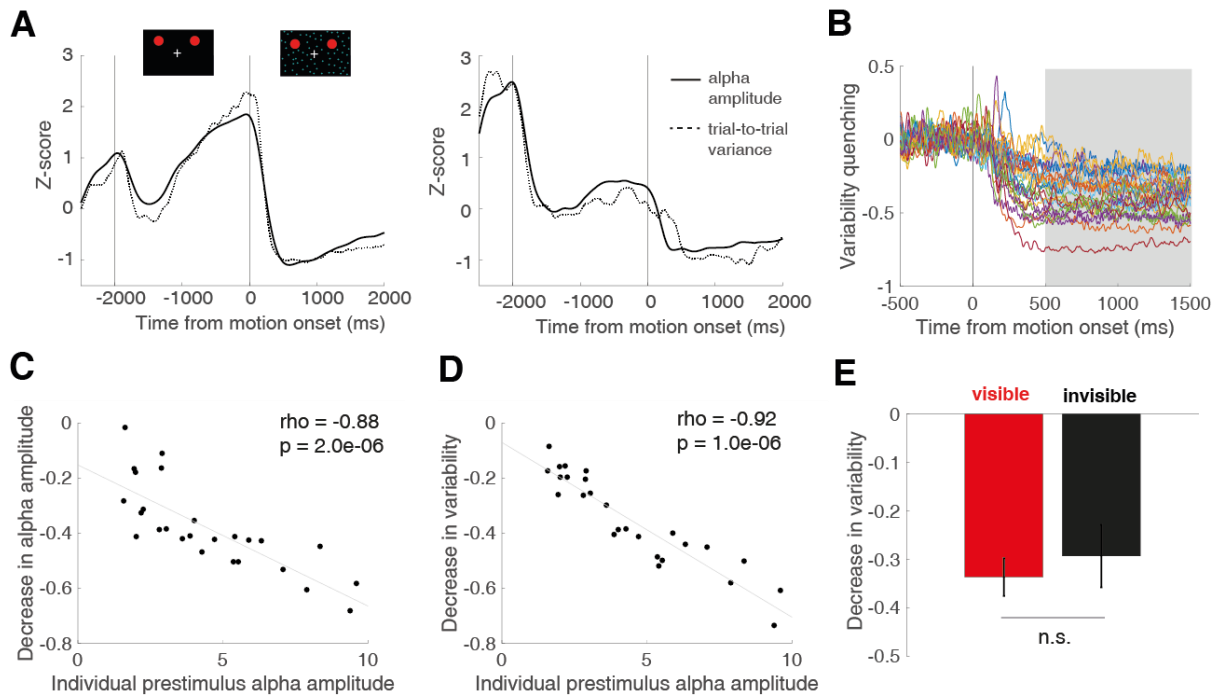 A
3
2
1
0
-1
Z-score
-2000
-1000
0
1000
2000
Time from motion onset (ms)
3
2
1
0
-1
Z-score
-2000
-1000
0
1000
2000
Time from motion onset (ms)
alpha
amplitude
trial-to-trial
variance
B
0.5
0
-0.5
-1
Variability quenching
-500
0
500
1000
1500
Time from motion onset (ms)
C
0
-0.2
-0.4
-0.6
-0.8
Decrease in alpha amplitude
rho = -0.88
p = 2.0e-06
0
5
10
Individual prestimulus alpha amplitude
D
0
-0.2
-0.4
-0.6
-0.8
Decrease in variability
rho = -0.92
p = 1.0e-06
0
5
10
Individual prestimulus alpha amplitude
E
visible
invisible
0
-0.1
-0.2
-0.3
-0.4
-0.5
Decrease in variability
n.s.